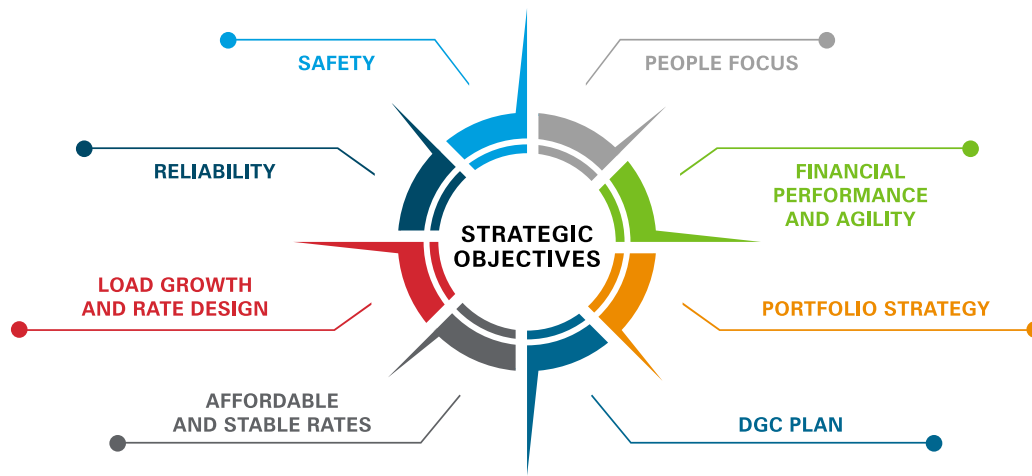 SAFETY
PEOPLE FOCUS
RELIABILITY
FINANCIAL
PERFORMANCE
AND AGILITY
STRATEGIC
OBJECTIVES
LOAD GROWTH
AND RATE DESIGN
PORTFOLIO STRATEGY
AFFORDABLE
AND STABLE RATES
DGC PLAN